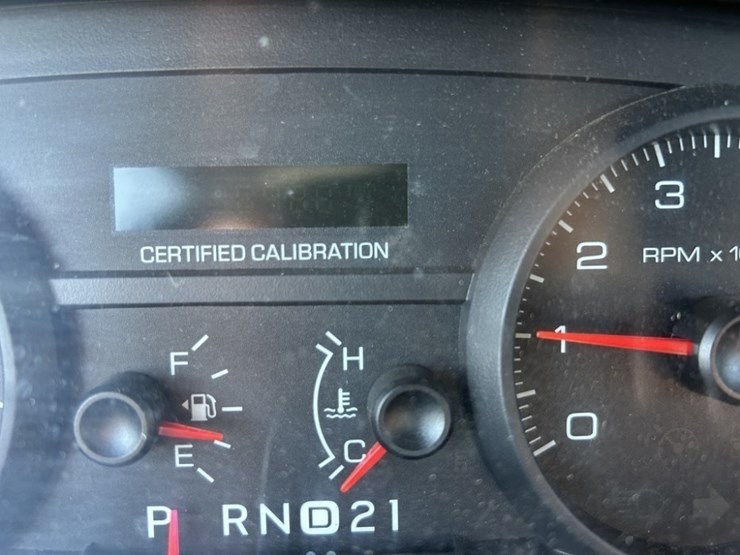 CERTIFIED CALIBRATION
3
2
RPM x 1
1
0
F
H
E
C
P R N D 2 1